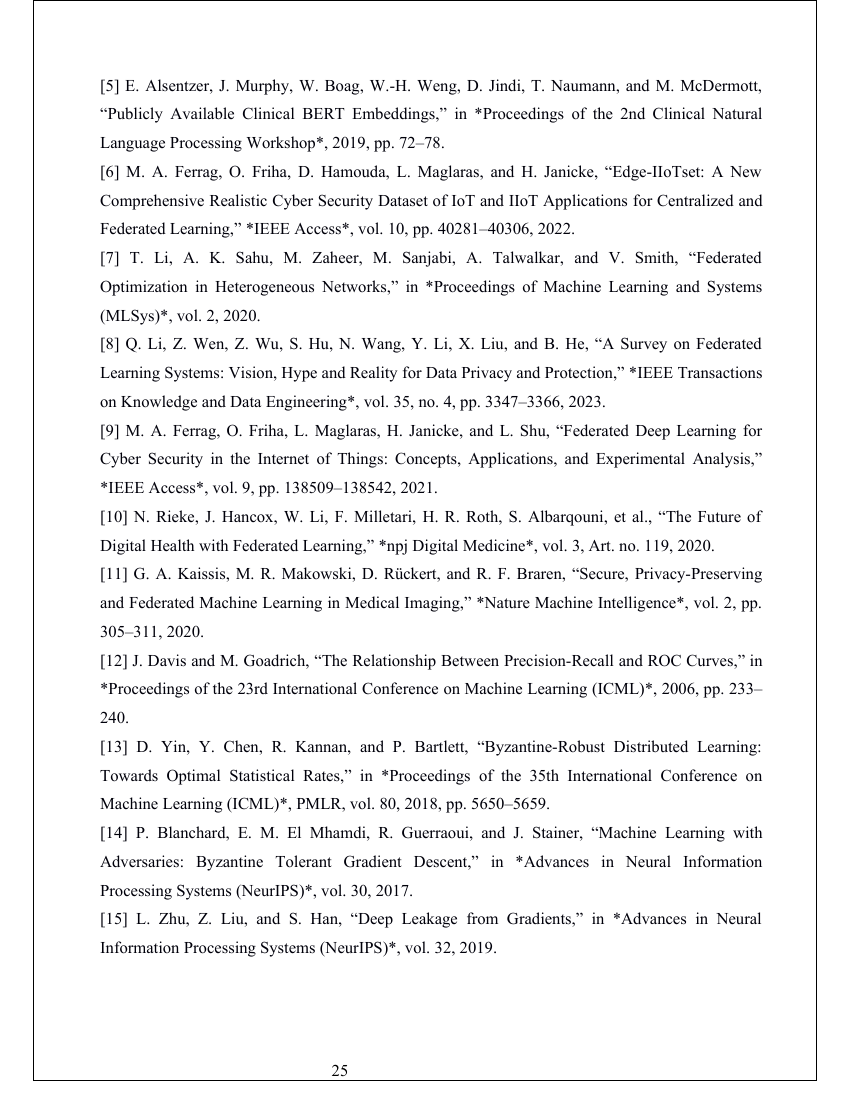 [5] E. Alsentzer, J. Murphy, W. Boag, W.-H. Weng, D. Jindi, T. Naumann, and M. McDermott,
“Publicly Available Clinical BERT Embeddings,” in *Proceedings of the 2nd Clinical Natural
Language Processing Workshop*, 2019, pp. 72–78.
[6] M. A. Ferrag, O. Friha, D. Hamouda, L. Maglaras, and H. Janicke, “Edge-IIoTset: A New
Comprehensive Realistic Cyber Security Dataset of IoT and IIoT Applications for Centralized and
Federated Learning,” *IEEE Access*, vol. 10, pp. 40281–40306, 2022.
[7] T. Li, A. K. Sahu, M. Zaheer, M. Sanjabi, A. Talwalkar, and V. Smith, “Federated
Optimization in Heterogeneous Networks,” in *Proceedings of Machine Learning and Systems
(MLSys)*, vol. 2, 2020.
[8] Q. Li, Z. Wen, Z. Wu, S. Hu, N. Wang, Y. Li, X. Liu, and B. He, “A Survey on Federated
Learning Systems: Vision, Hype and Reality for Data Privacy and Protection,” *IEEE Transactions
on Knowledge and Data Engineering*, vol. 35, no. 4, pp. 3347–3366, 2023.
[9] M. A. Ferrag, O. Friha, L. Maglaras, H. Janicke, and L. Shu, “Federated Deep Learning for
Cyber Security in the Internet of Things: Concepts, Applications, and Experimental Analysis,”
*IEEE Access*, vol. 9, pp. 138509–138542, 2021.
[10] N. Rieke, J. Hancox, W. Li, F. Milletari, H. R. Roth, S. Albarqouni, et al., “The Future of
Digital Health with Federated Learning,” *npj Digital Medicine*, vol. 3, Art. no. 119, 2020.
[11] G. A. Kaissis, M. R. Makowski, D. Rückert, and R. F. Braren, “Secure, Privacy-Preserving
and Federated Machine Learning in Medical Imaging,” *Nature Machine Intelligence*, vol. 2, pp.
305–311, 2020.
[12] J. Davis and M. Goadrich, “The Relationship Between Precision-Recall and ROC Curves,” in
*Proceedings of the 23rd International Conference on Machine Learning (ICML)*, 2006, pp. 233–
240.
[13] D. Yin, Y. Chen, R. Kannan, and P. Bartlett, “Byzantine-Robust Distributed Learning:
Towards Optimal Statistical Rates,” in *Proceedings of the 35th International Conference on
Machine Learning (ICML)*, PMLR, vol. 80, 2018, pp. 5650–5659.
[14] P. Blanchard, E. M. El Mhamdi, R. Guerraoui, and J. Stainer, “Machine Learning with
Adversaries: Byzantine Tolerant Gradient Descent,” in *Advances in Neural Information
Processing Systems (NeurIPS)*, vol. 30, 2017.
[15] L. Zhu, Z. Liu, and S. Han, “Deep Leakage from Gradients,” in *Advances in Neural
Information Processing Systems (NeurIPS)*, vol. 32, 2019.
25